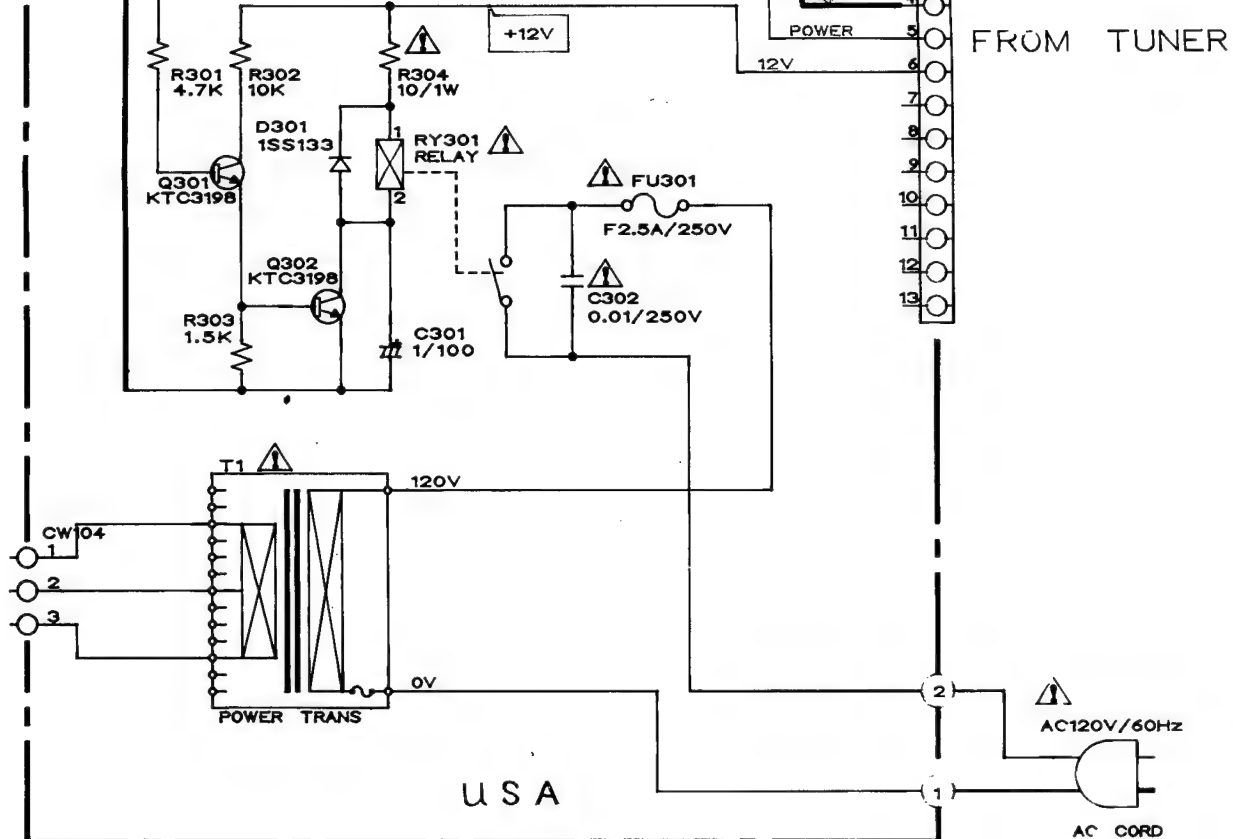 4
+12V
POWER 5
FROM TUNER
12V 6
R301
4.7K
R302
10K
R304
10/1W
7
D301
1SS133
1
RY301
RELAY
2
8
9
10
11
12
13
Q301
KTC3198
FU301
F2.5A/250V
Q302
KTC3198
C302
0.01/250V
R303
1.5K
C301
1/100
T1
120V
CW104
1
2
3
0V
POWER TRANS
2
AC120V/60Hz
USA
1
AC CORD